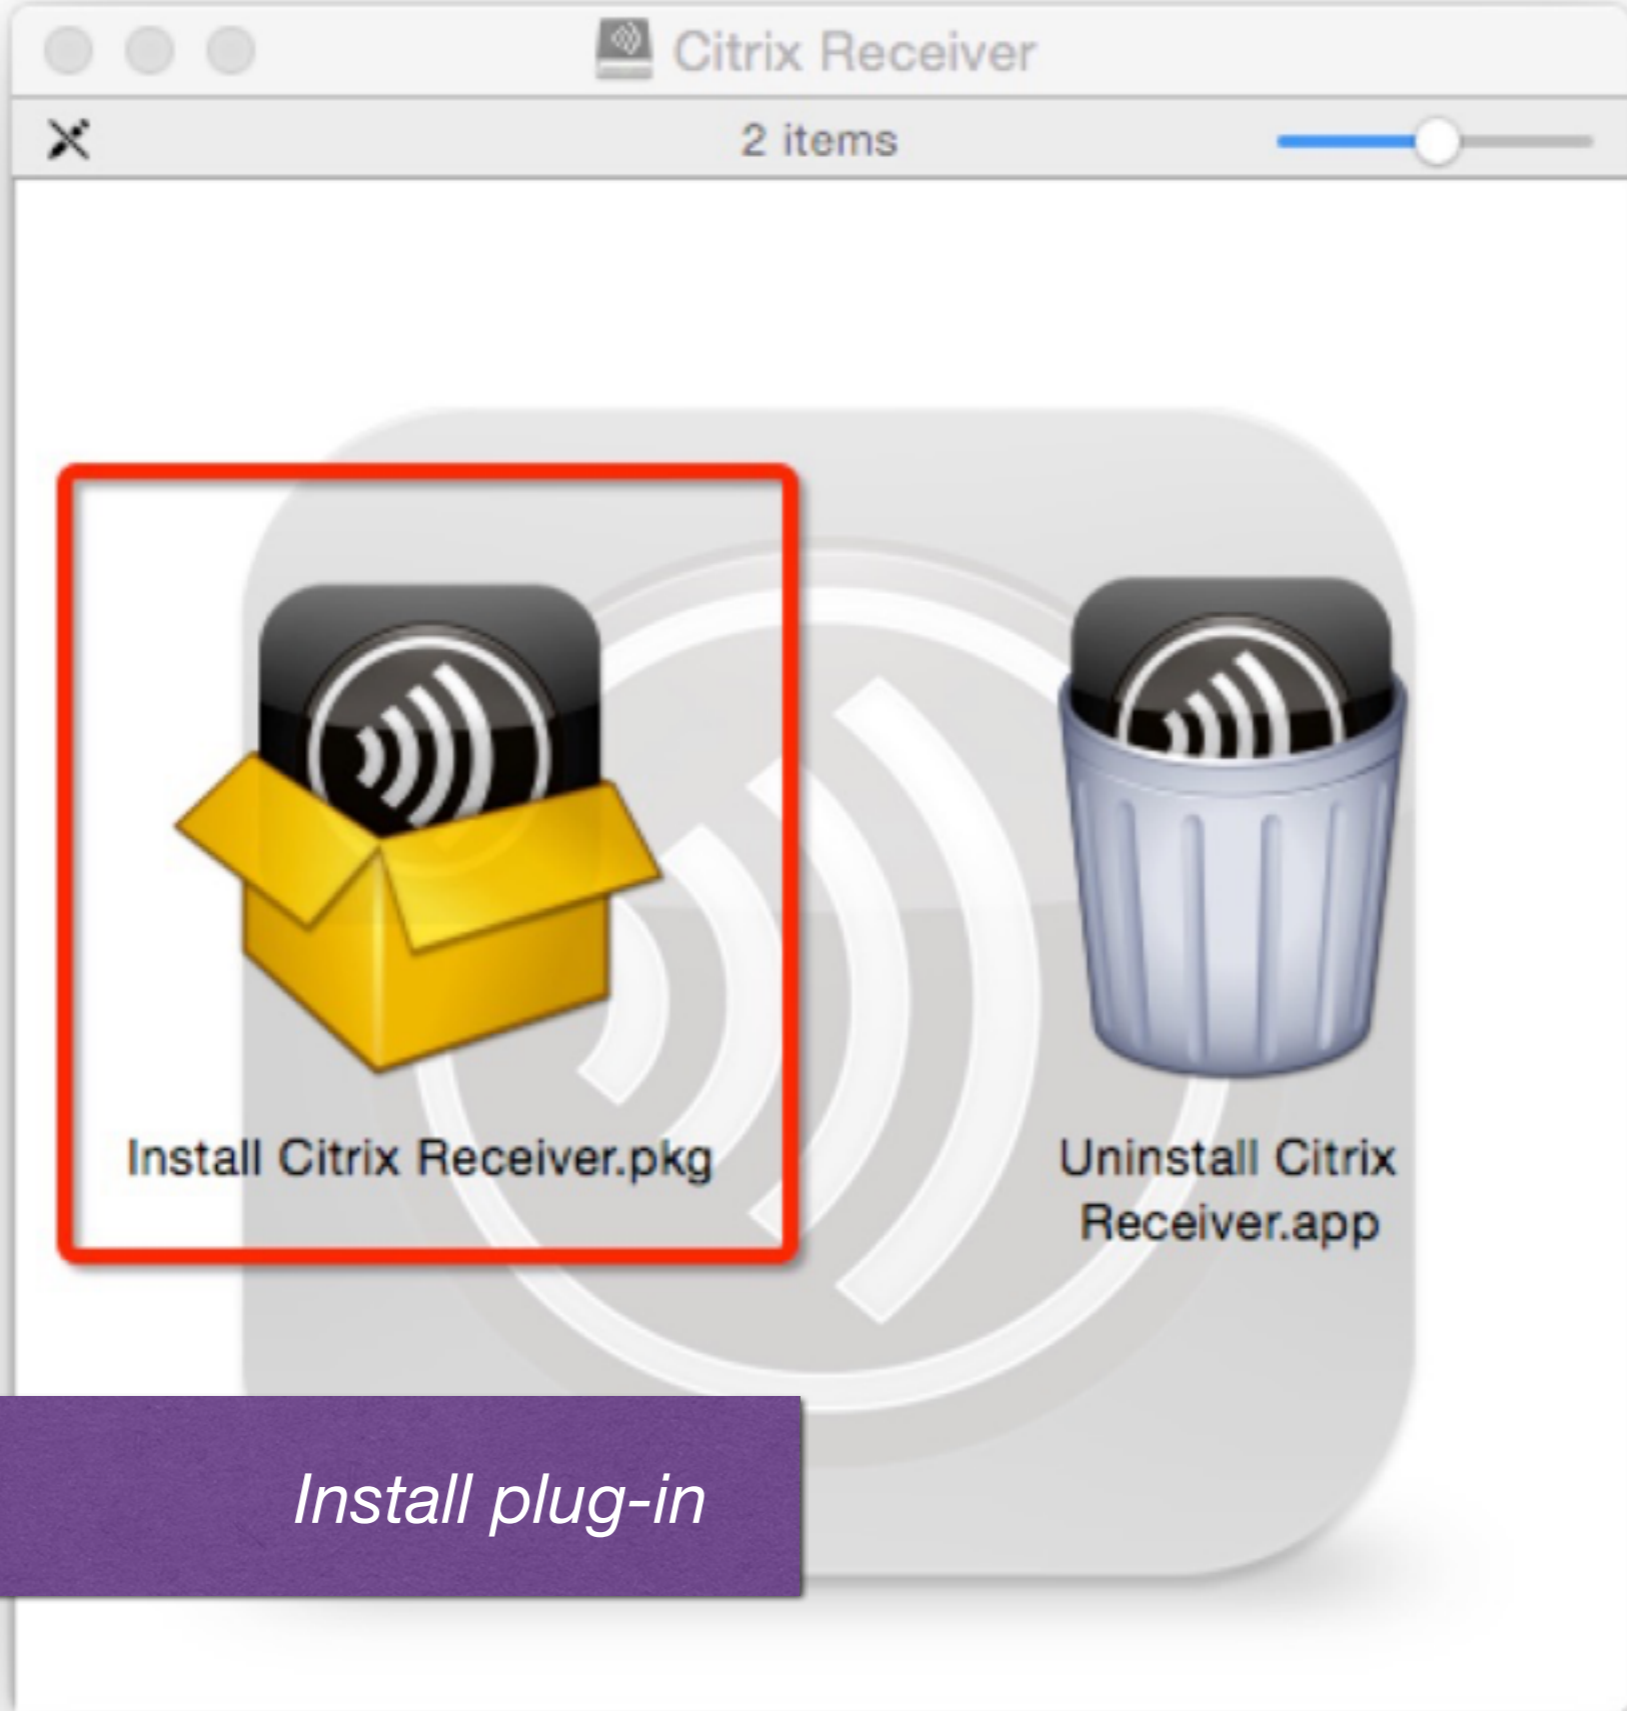 Citrix Receiver
2 items
Install Citrix Receiver.pkg
Uninstall Citrix
Receiver.app
Install plug-in